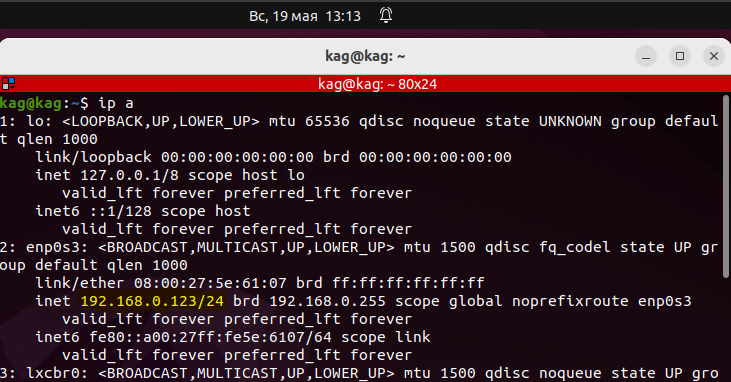 Вс, 19 мая 13:13
kag@kag: ~
kag@kag: ~ 80x24
kag@kag:~$ ip a
1: lo: <LOOPBACK,UP,LOWER_UP> mtu 65536 qdisc noqueue state UNKNOWN group defaul
t qlen 1000
    link/loopback 00:00:00:00:00:00 brd 00:00:00:00:00:00
    inet 127.0.0.1/8 scope host lo
       valid_lft forever preferred_lft forever
    inet6 ::1/128 scope host
       valid_lft forever preferred_lft forever
2: enp0s3: <BROADCAST,MULTICAST,UP,LOWER_UP> mtu 1500 qdisc fq_codel state UP gr
oup default qlen 1000
    link/ether 08:00:27:5e:61:07 brd ff:ff:ff:ff:ff:ff
    inet 192.168.0.123/24 brd 192.168.0.255 scope global noprefixroute enp0s3
       valid_lft forever preferred_lft forever
    inet6 fe80::a00:27ff:fe5e:6107/64 scope link
       valid_lft forever preferred_lft forever
3: lxcbr0: <BROADCAST,MULTICAST,UP,LOWER_UP> mtu 1500 qdisc noqueue state UP gro